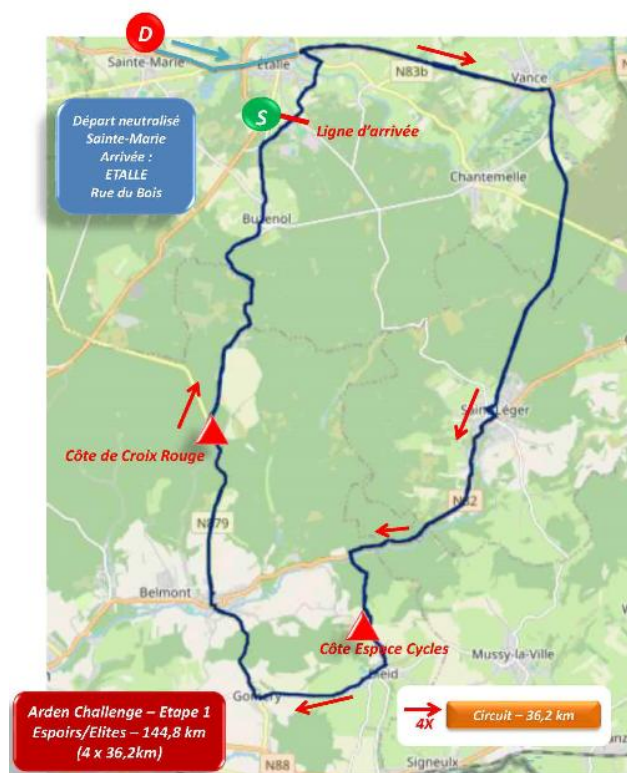 D
Sainte-Marie
Étalle
N83b
Vance
Départ neutralisé
Sainte-Marie
Arrivée :
ETALLE
Rue du Bois
S
Ligne d'arrivée
Chantemelle
Buzenol
Saint-Léger
Côte de Croix Rouge
N82
N879
Belmont
Côte Espace Cycles
Mussy-la-Ville
Bleid
Gomery
Arden Challenge – Etape 1
Espoirs/Elites – 144,8 km
(4 x 36,2km)
4X
Circuit – 36,2 km
N88
Signeulx